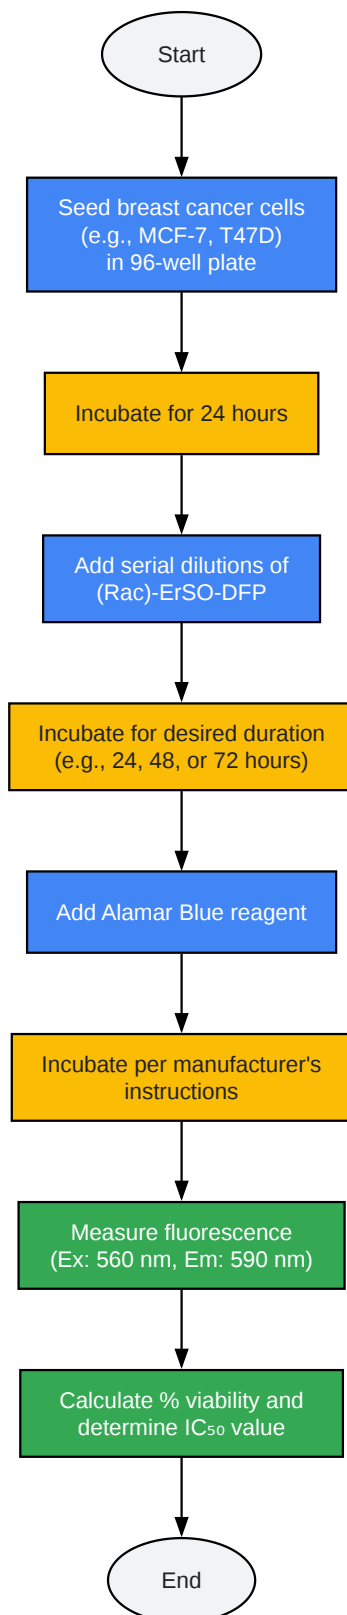 Start
Seed breast cancer cells
(e.g., MCF-7, T47D)
in 96-well plate
Incubate for 24 hours
Add serial dilutions of
(Rac)-ErSO-DFP
Incubate for desired duration
(e.g., 24, 48, or 72 hours)
Add Alamar Blue reagent
Incubate per manufacturer's
instructions
Measure fluorescence
(Ex: 560 nm, Em: 590 nm)
Calculate % viability and
determine IC₅₀ value
End